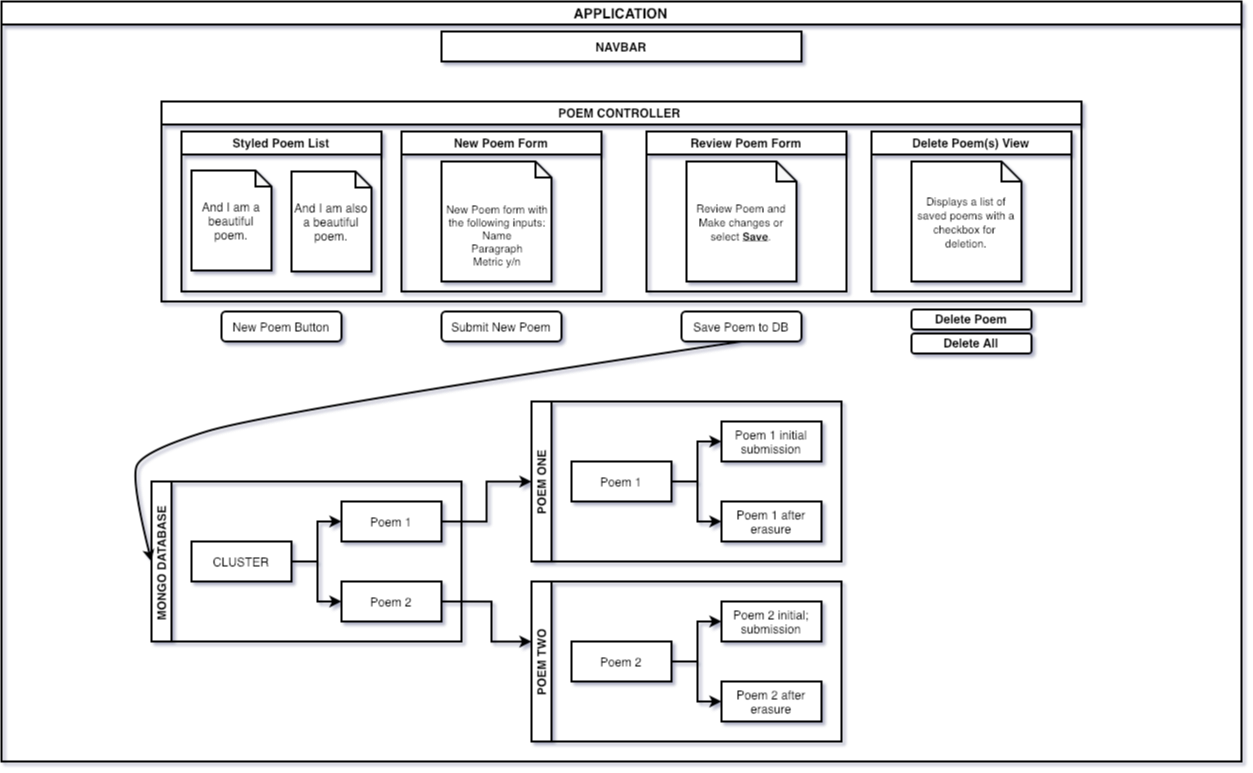 APPLICATION
NAVBAR
POEM CONTROLLER
Styled Poem List
And I am a
beautiful
poem.
And I am also
a beautiful
poem.
New Poem Form
New Poem form with
the following inputs:
Name
Paragraph
Metric y/n
Review Poem Form
Review Poem and
Make changes or
select Save.
Delete Poem(s) View
Displays a list of
saved poems with a
checkbox for
deletion.
New Poem Button
Submit New Poem
Save Poem to DB
Delete Poem
Delete All
MONGO DATABASE
CLUSTER
Poem 1
Poem 2
POEM ONE
Poem 1
Poem 1 initial
submission
Poem 1 after
erasure
POEM TWO
Poem 2
Poem 2 initial;
submission
Poem 2 after
erasure